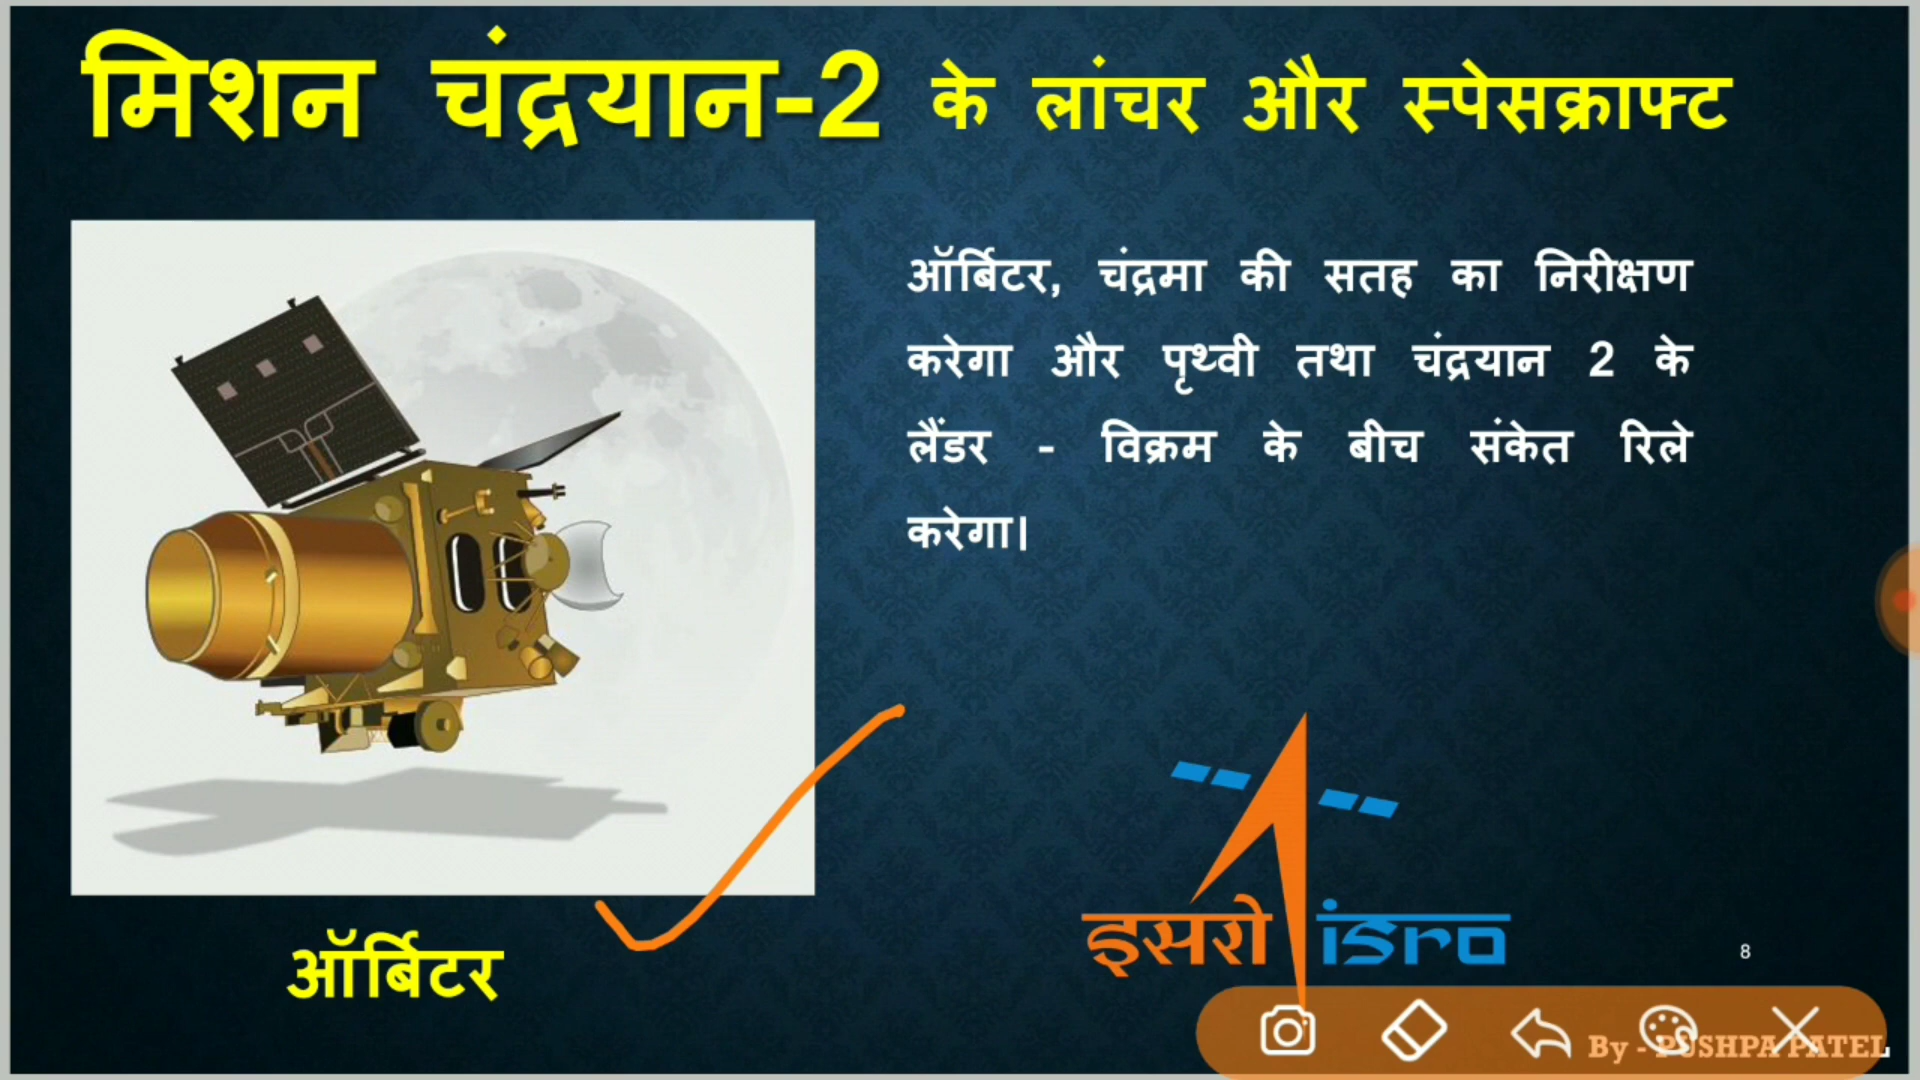 मिशन चंद्रयान-2 के लांचर और स्पेसक्राफ्ट
ऑर्बिटर, चंद्रमा की सतह का निरीक्षण
करेगा और पृथ्वी तथा चंद्रयान 2 के
लैंडर - विक्रम के बीच संकेत रिले
करेगा।
ऑर्बिटर
इसरो isro
8
By - PUSHPA PATEL